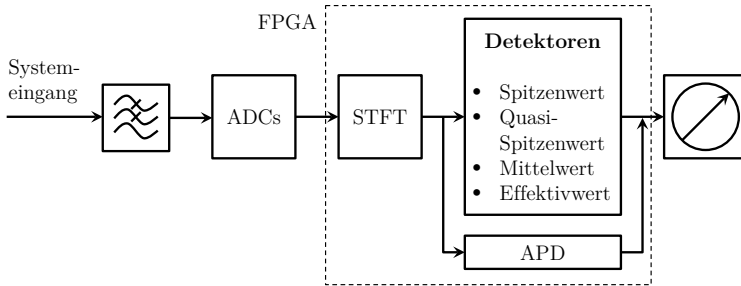 FPGA
System-
eingang
ADCs
STFT
Detektoren
• Spitzenwert
• Quasi-
Spitzenwert
• Mittelwert
• Effektivwert
APD